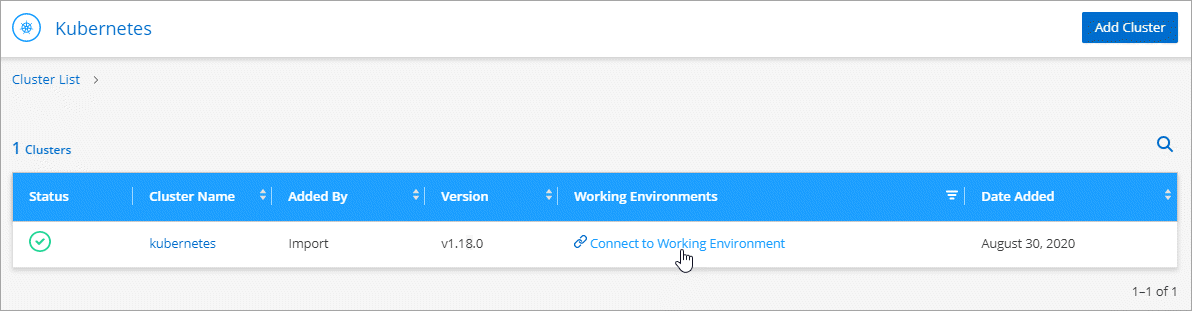 Kubernetes
Add Cluster
Cluster List
1 Clusters
Status Cluster Name Added By Version Working Environments Date Added
kubernetes Import v1.18.0 Connect to Working Environment August 30, 2020
1–1 of 1